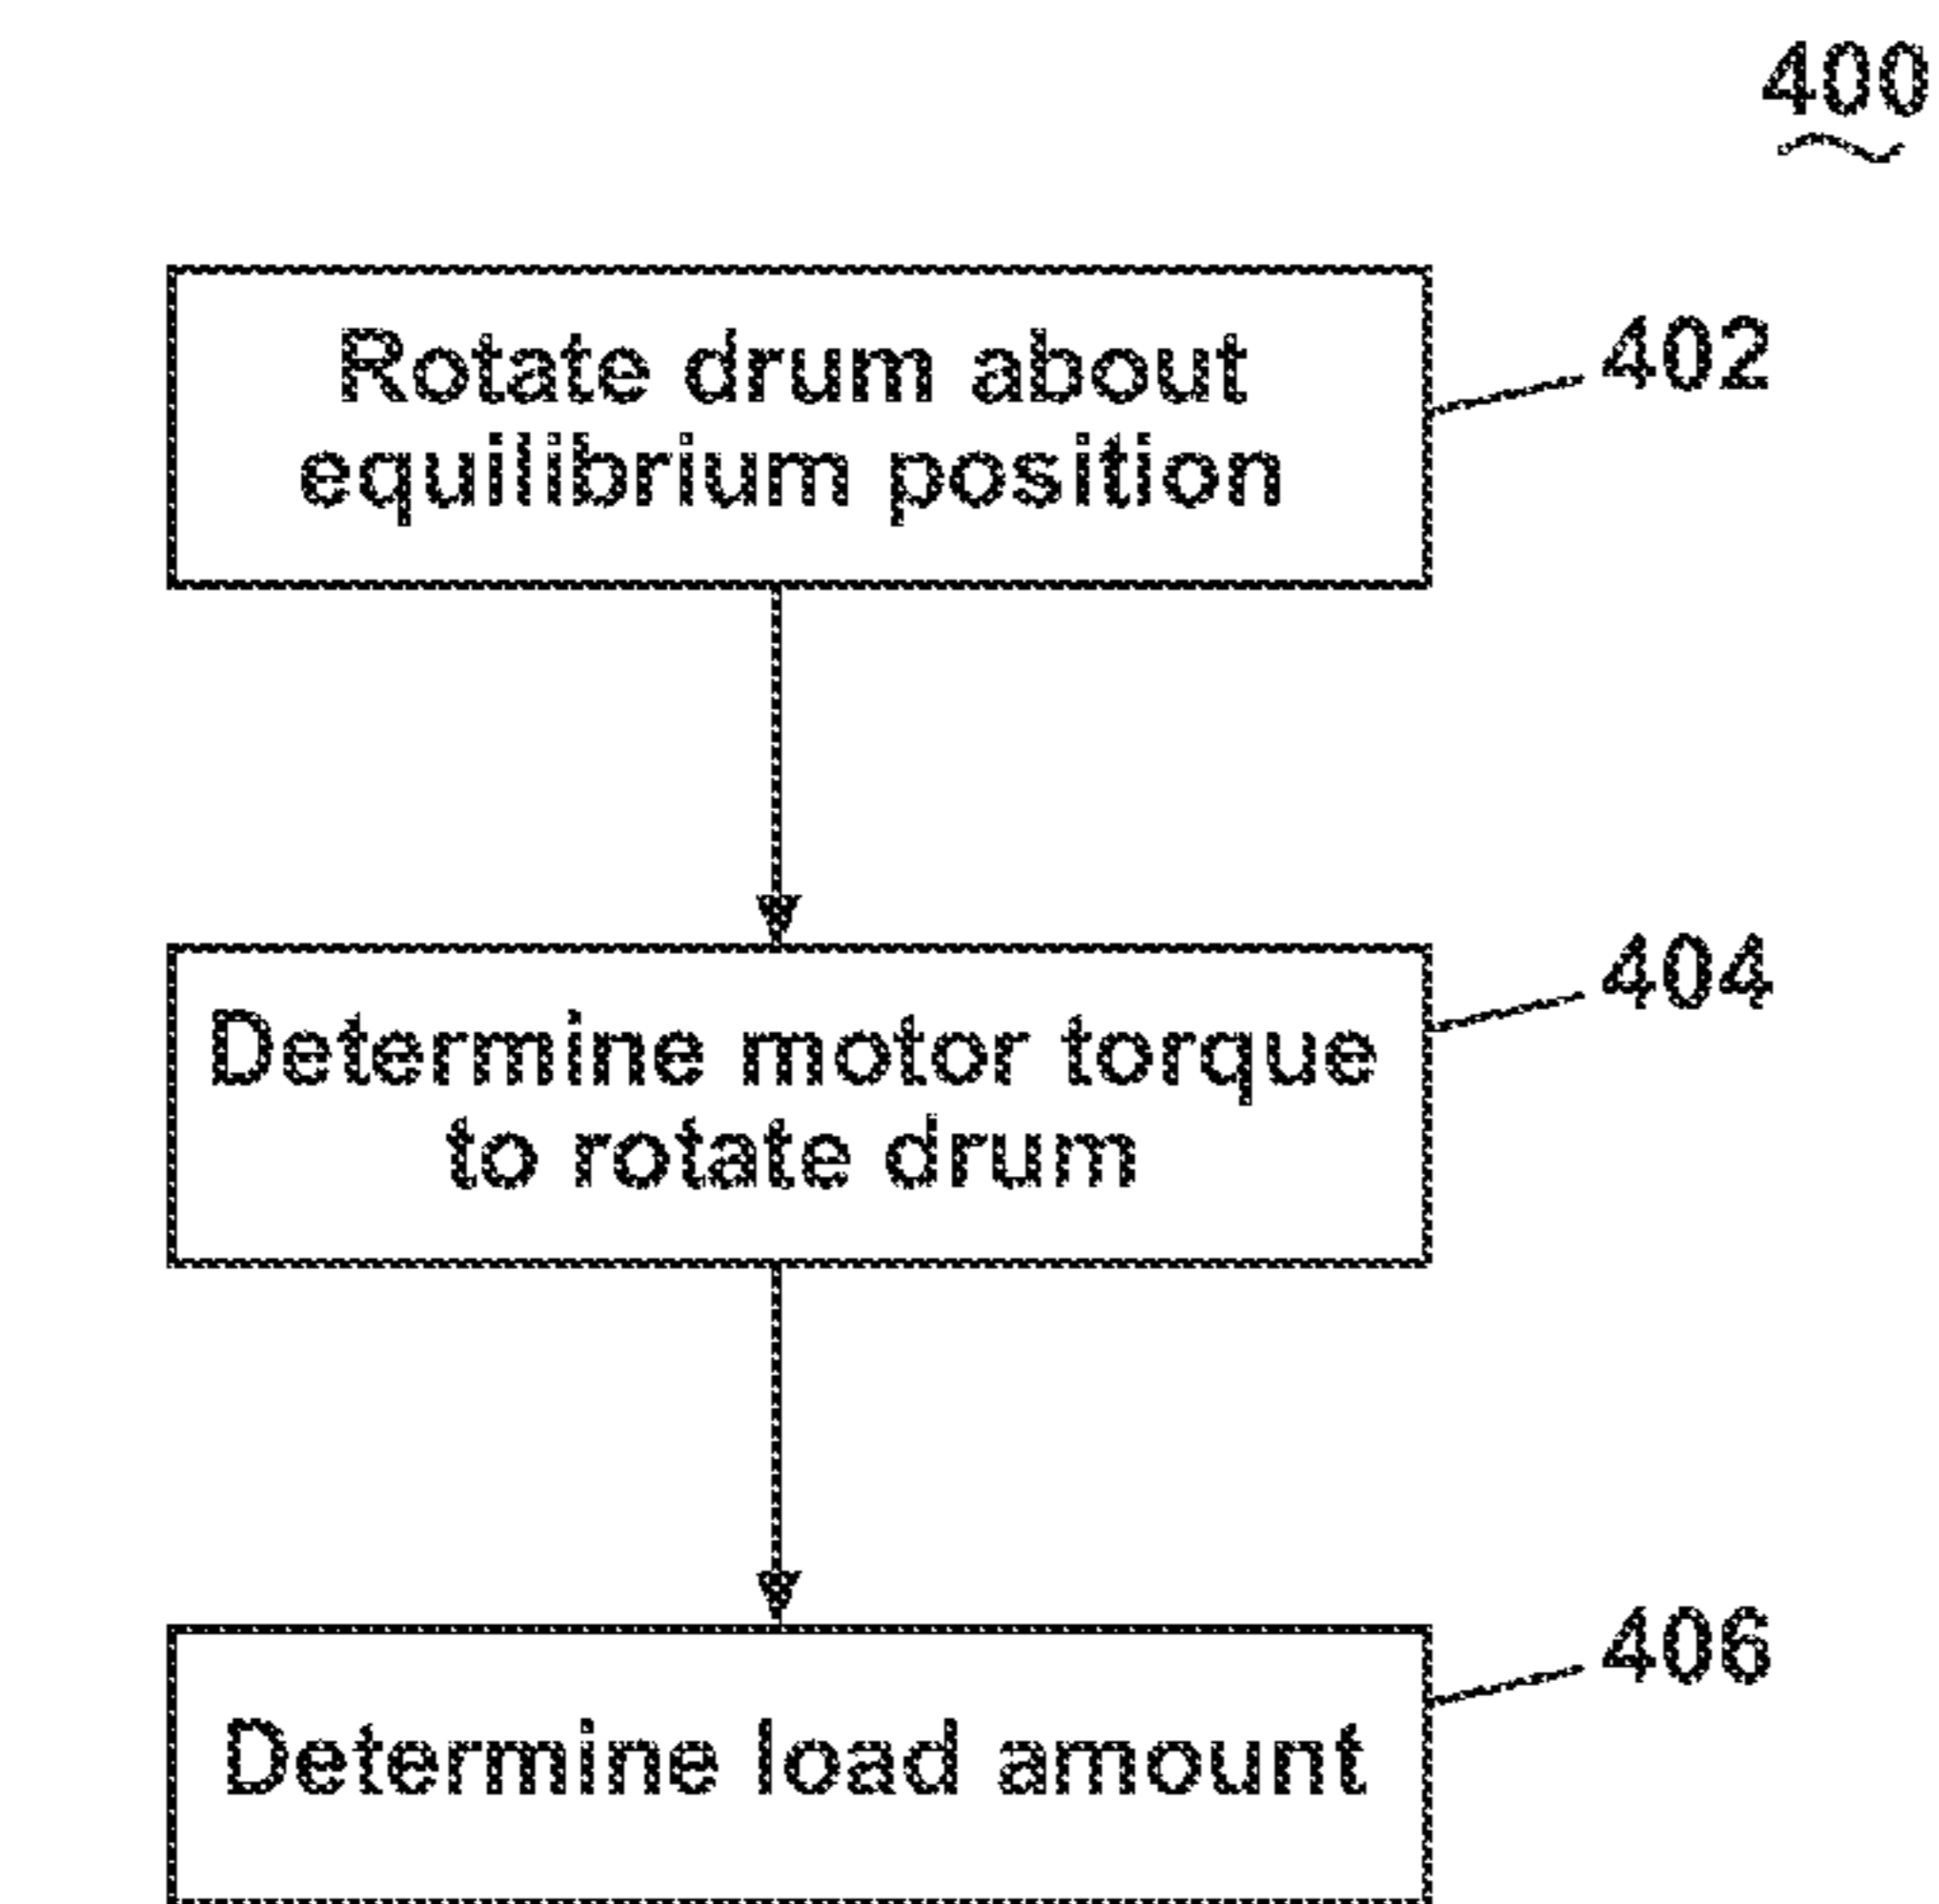 400
Rotate drum about
equilibrium position
402
Determine motor torque
to rotate drum
404
Determine load amount
406